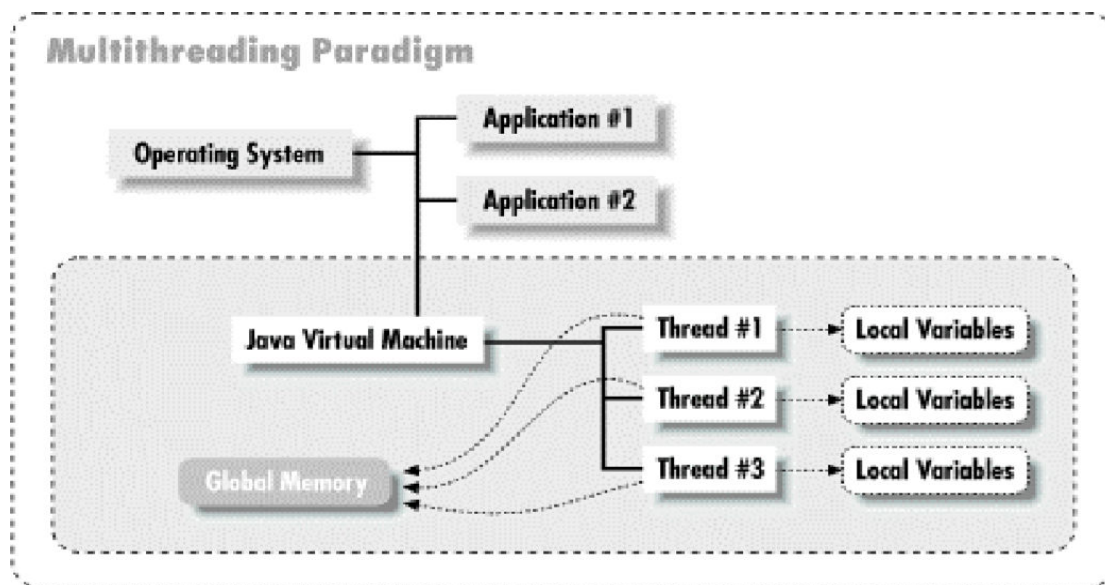 Multithreading Paradigm
Application #1
Operating System
Application #2
Java Virtual Machine
Thread #1
Local Variables
Thread #2
Local Variables
Thread #3
Local Variables
Global Memory